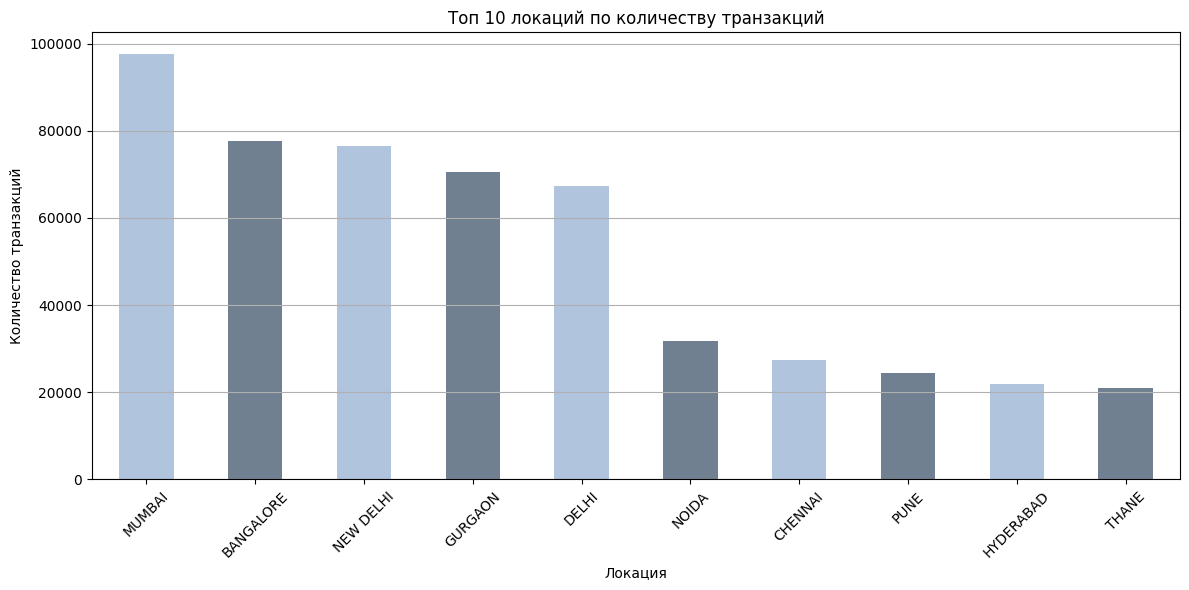 Топ 10 локаций по количеству транзакций
Количество транзакций
100000
80000
60000
40000
20000
0
MUMBAI
BANGALORE
NEW DELHI
GURGAON
DELHI
NOIDA
CHENNAI
PUNE
HYDERABAD
THANE
Локация